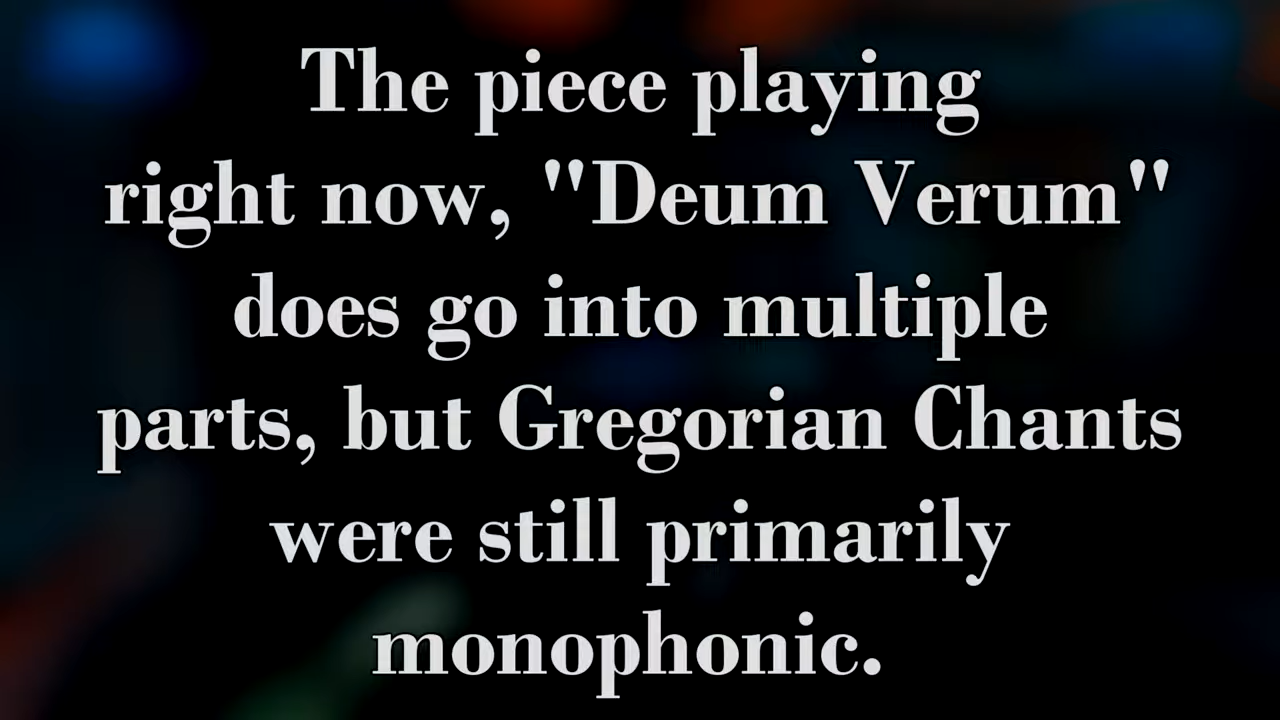 The piece playing
right now, "Deum Verum"
does go into multiple
parts, but Gregorian Chants
were still primarily
monophonic.